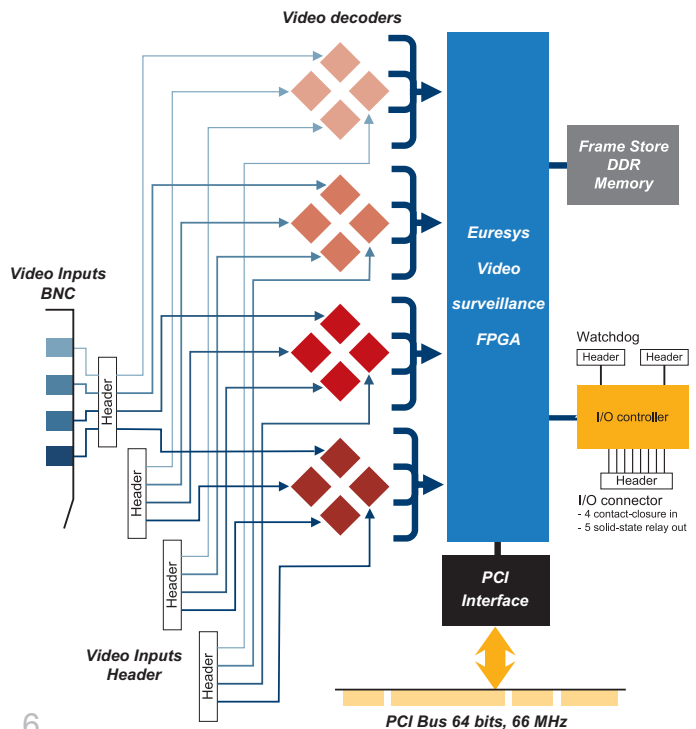 Video decoders
Frame Store
DDR
Memory
Euresys
Video
surveillance
FPGA
Video Inputs
BNC
Header
Watchdog
Header
Header
I/O controller
Header
I/O connector
- 4 contact-closure in
- 5 solid-state relay out
Header
Header
PCI
Interface
Video Inputs
Header
Header
6
PCI Bus 64 bits, 66 MHz